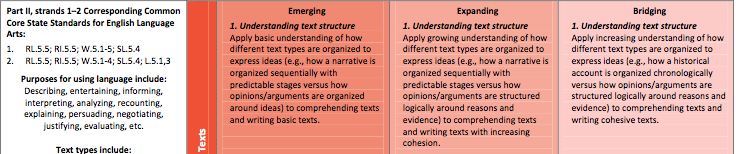 Part II, strands 1–2 Corresponding Common
Core State Standards for English Language
Arts:
1. RL.5.5; RI.5.5; W.5.1-5; SL.5.4
2. RL.5.5; RI.5.5; W.5.1-4; SL.5.4; L.5.1,3
Purposes for using language include:
Describing, entertaining, informing,
interpreting, analyzing, recounting,
explaining, persuading, negotiating,
justifying, evaluating, etc.
Text types include:
Texts
Emerging
1. Understanding text structure
Apply basic understanding of how
different text types are organized to
express ideas (e.g., how a narrative is
organized sequentially with
predictable stages versus how
opinions/arguments are organized
around ideas) to comprehending texts
and writing basic texts.
Expanding
1. Understanding text structure
Apply growing understanding of how
different text types are organized to
express ideas (e.g., how a narrative is
organized sequentially with
predictable stages versus how
opinions/arguments are structured
logically around reasons and
evidence) to comprehending texts
and writing texts with increasing
cohesion.
Bridging
1. Understanding text structure
Apply increasing understanding of how
different text types are organized to
express ideas (e.g., how a historical
account is organized chronologically
versus how opinions/arguments are
structured logically around reasons and
evidence) to comprehending texts and
writing cohesive texts.